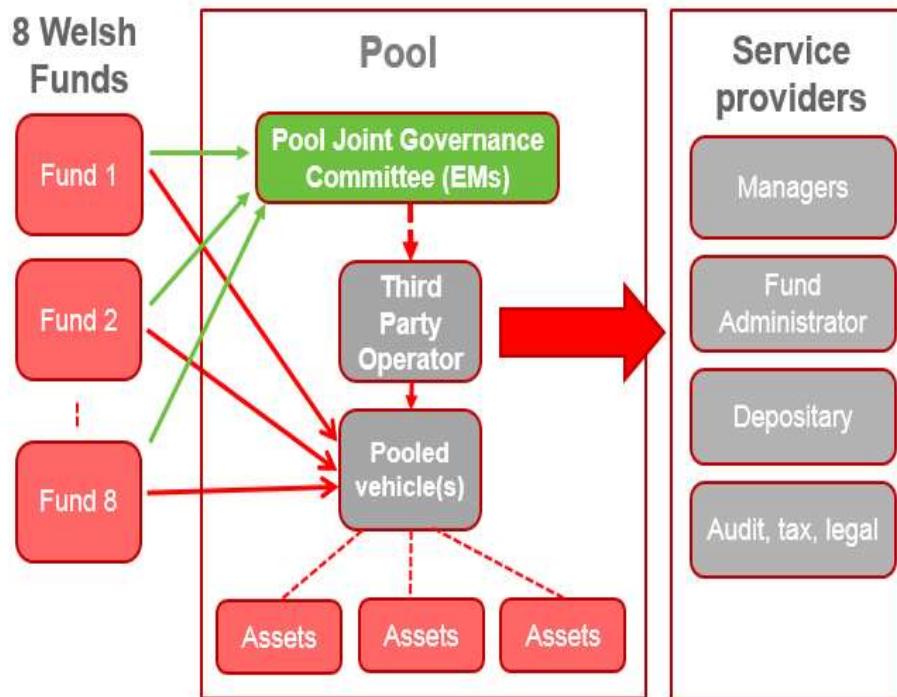 8 Welsh
Funds
Fund 1
Fund 2
Fund 8
Pool
Pool Joint Governance
Committee (EMs)
Third
Party
Operator
Pooled
vehicle(s)
Assets
Assets
Assets
Service
providers
Managers
Fund
Administrator
Depositary
Audit, tax, legal